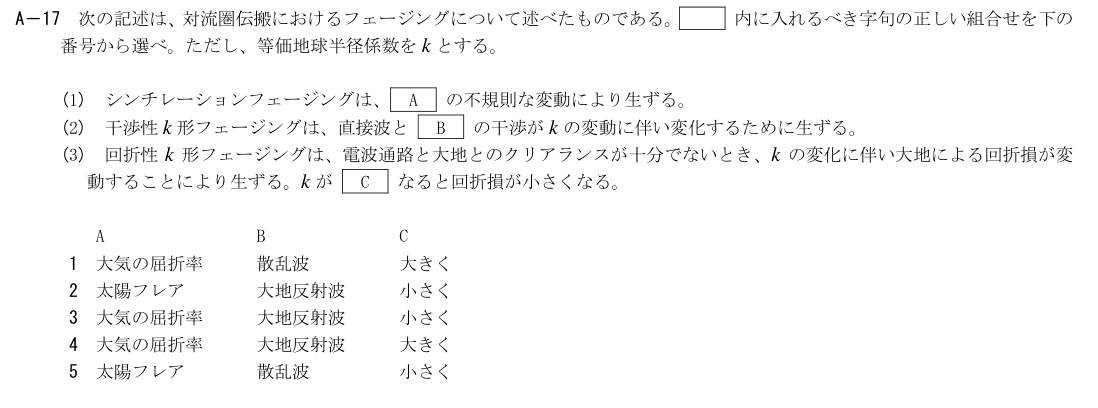 A－17 次の記述は、対流圏伝搬におけるフェージングについて述べたものである。 内に入れるべき字句の正しい組合せを下の
番号から選べ。ただし、等価地球半径係数を k とする。
(1) シンチレーションフェージングは、 A の不規則な変動により生ずる。
(2) 干渉性 k 形フェージングは、直接波と B の干渉が k の変動に伴い変化するために生ずる。
(3) 回折性 k 形フェージングは、電波通路と大地とのクリアランスが十分でないとき、k の変化に伴い大地による回折損が変
動することにより生ずる。k が C なると回折損が小さくなる。
A B C
1 大気の屈折率 散乱波 大きく
2 太陽フレア 大地反射波 小さく
3 大気の屈折率 大地反射波 小さく
4 大気の屈折率 大地反射波 大きく
5 太陽フレア 散乱波 小さく